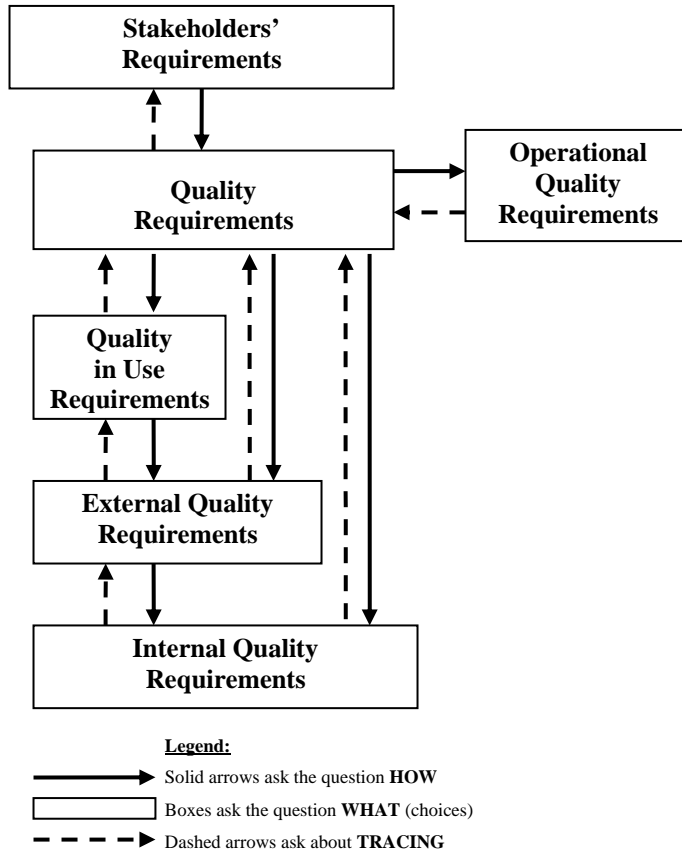 Stakeholders’
Requirements
Quality
Requirements
Operational
Quality
Requirements
Quality
in Use
Requirements
External Quality
Requirements
Internal Quality
Requirements
Legend:
Solid arrows ask the question HOW
Boxes ask the question WHAT (choices)
Dashed arrows ask about TRACING